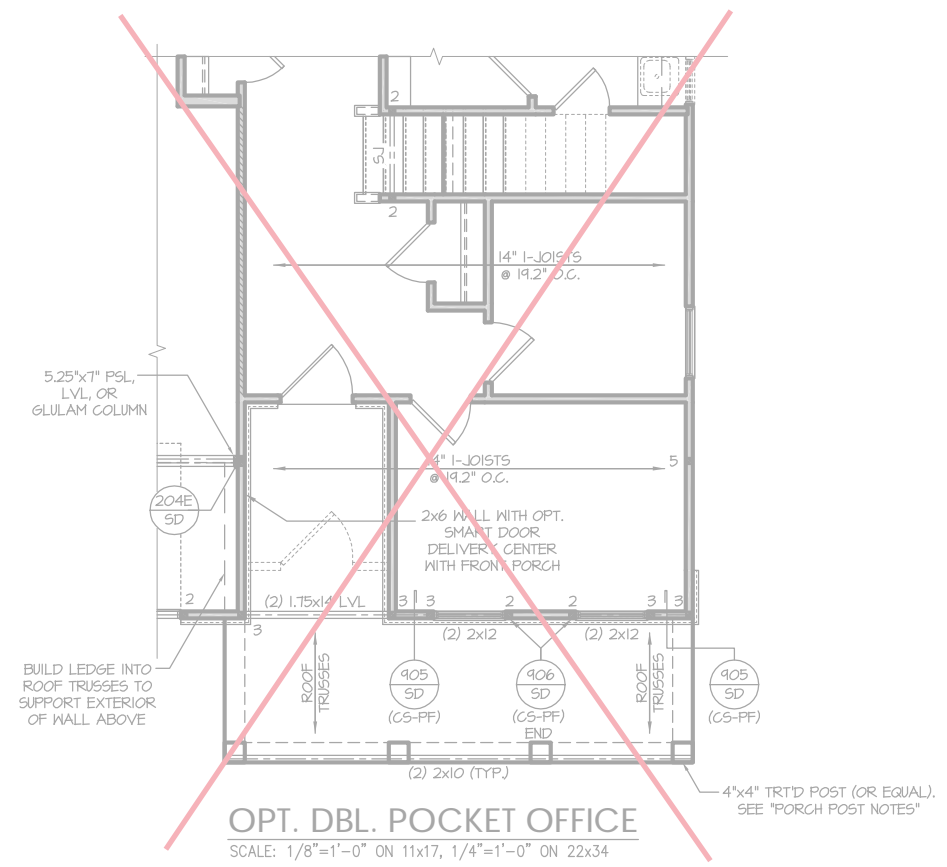 2
SJ
2
14" I-JOISTS
@ 19.2" O.C.
5.25"x7" PSL,
LVL, OR
GLULAM COLUMN
14" I-JOISTS
@ 19.2" O.C.
5
204E
SD
2x6 WALL WITH OPT.
SMART DOOR
DELIVERY CENTER
WITH FRONT PORCH
2
(2) 1.75x14 LVL
3
3
2
2
3
3
3
(2) 2x12
(2) 2x12
BUILD LEDGE INTO
ROOF TRUSSES TO
SUPPORT EXTERIOR
OF WALL ABOVE
ROOF
TRUSSES
905
SD
(CS-PF)
906
SD
(CS-PF)
END
ROOF
TRUSSES
905
SD
(CS-PF)
(2) 2x10 (TYP.)
4"x4" TRT'D POST (OR EQUAL).
SEE "PORCH POST NOTES"
OPT. DBL. POCKET OFFICE
SCALE: 1/8"=1'-0" ON 11x17, 1/4"=1'-0" ON 22x34